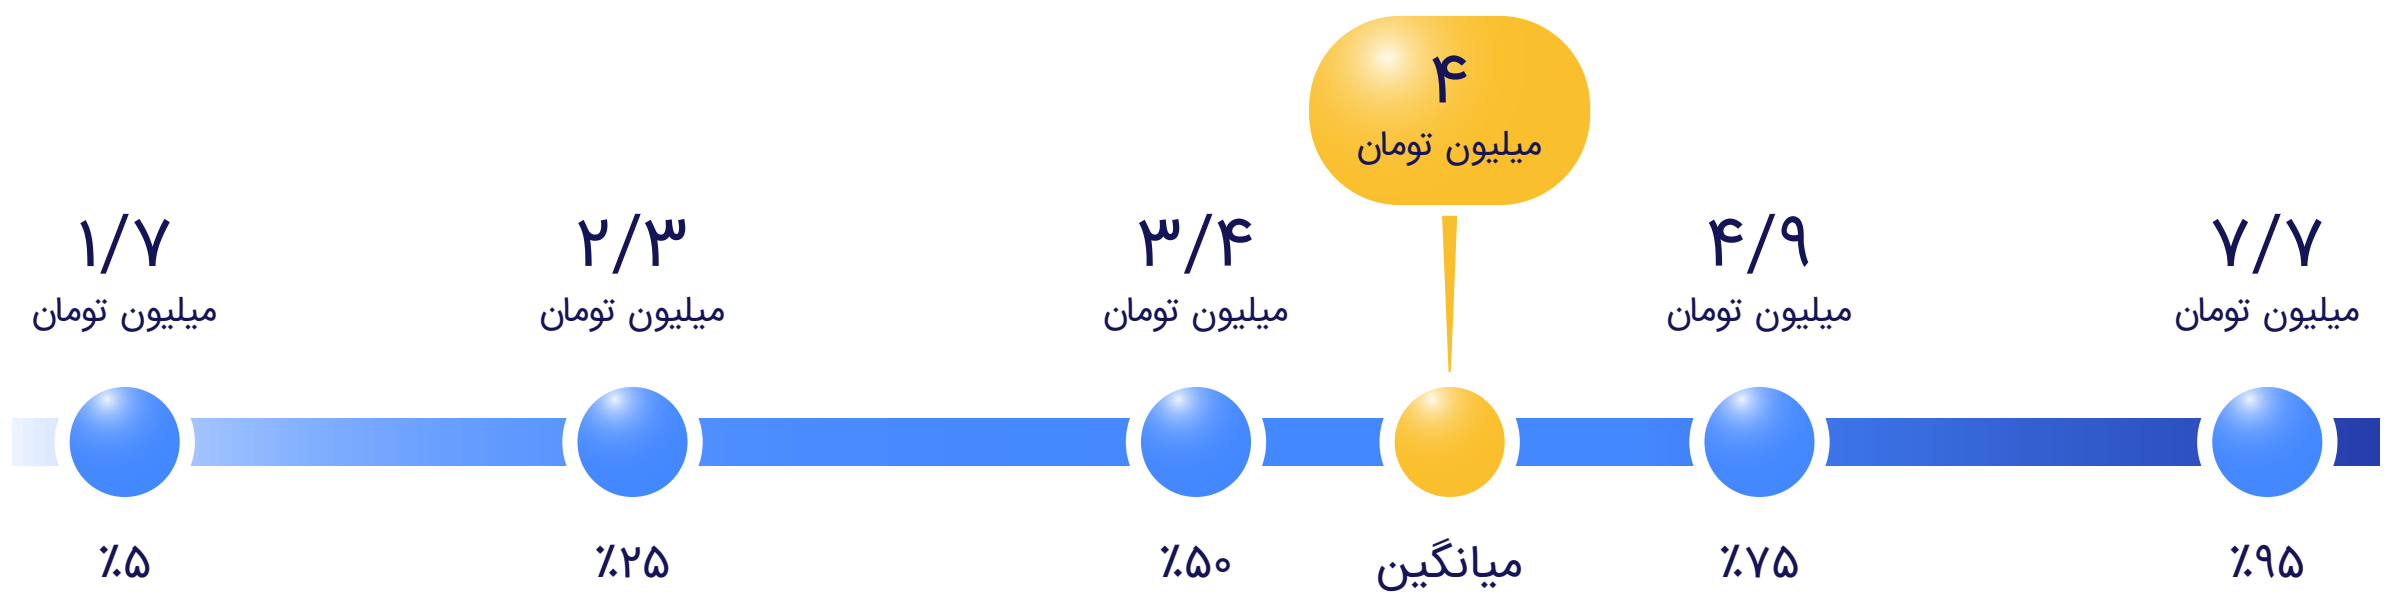 ۴
میلیون تومان
۱/۷
میلیون تومان
۲/۳
میلیون تومان
۳/۴
میلیون تومان
۴/۹
میلیون تومان
۷/۷
میلیون تومان
٪۵
٪۲۵
٪۵۰
میانگین
٪۷۵
٪۹۵